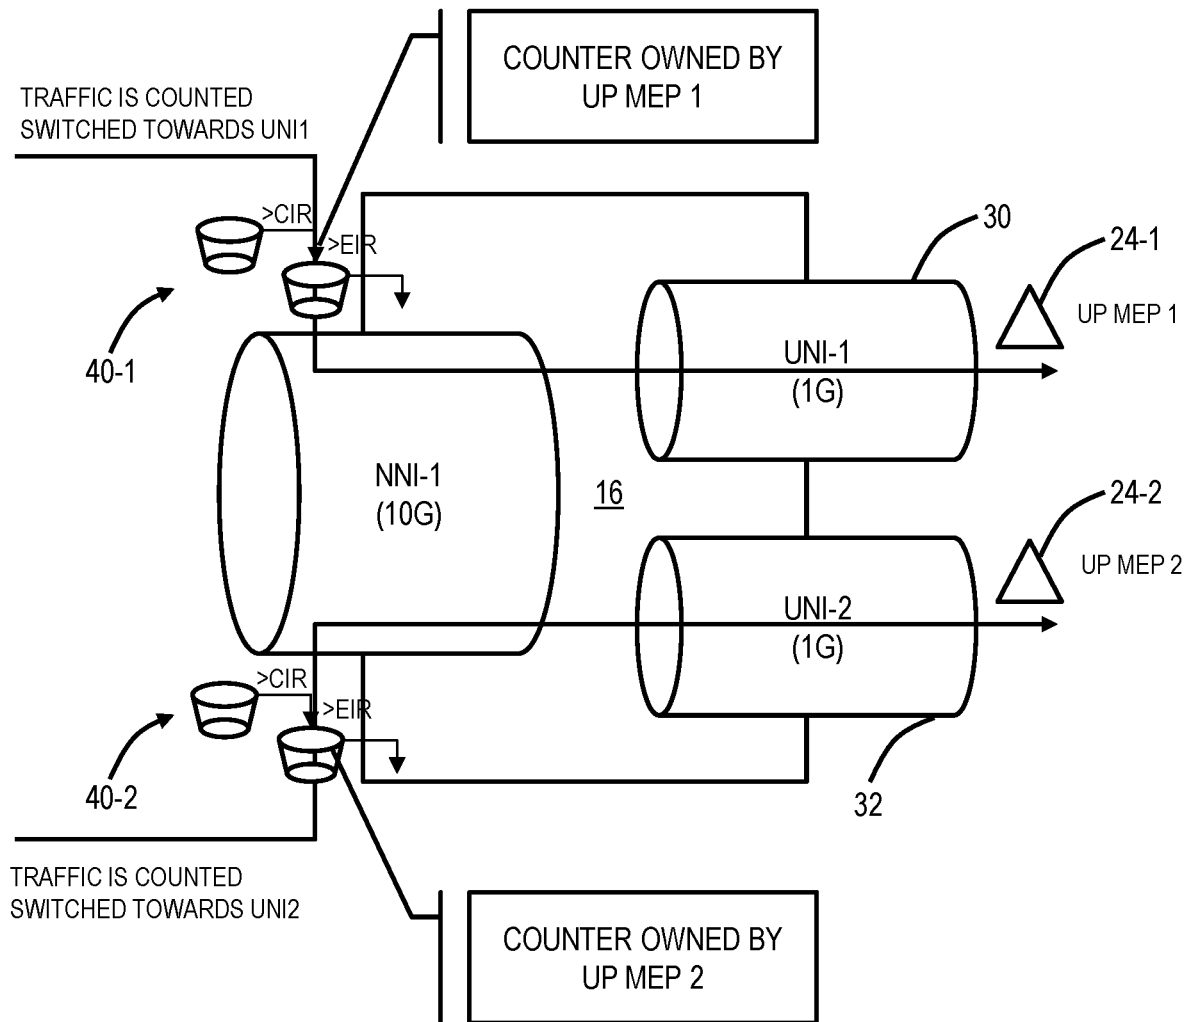 COUNTER OWNED BY
UP MEP 1
TRAFFIC IS COUNTED
SWITCHED TOWARDS UNI1
>CIR
>EIR
30
24-1
UP MEP 1
40-1
UNI-1
(1G)
NNI-1
(10G)
16
24-2
UP MEP 2
UNI-2
(1G)
>CIR
>EIR
40-2
32
TRAFFIC IS COUNTED
SWITCHED TOWARDS UNI2
COUNTER OWNED BY
UP MEP 2